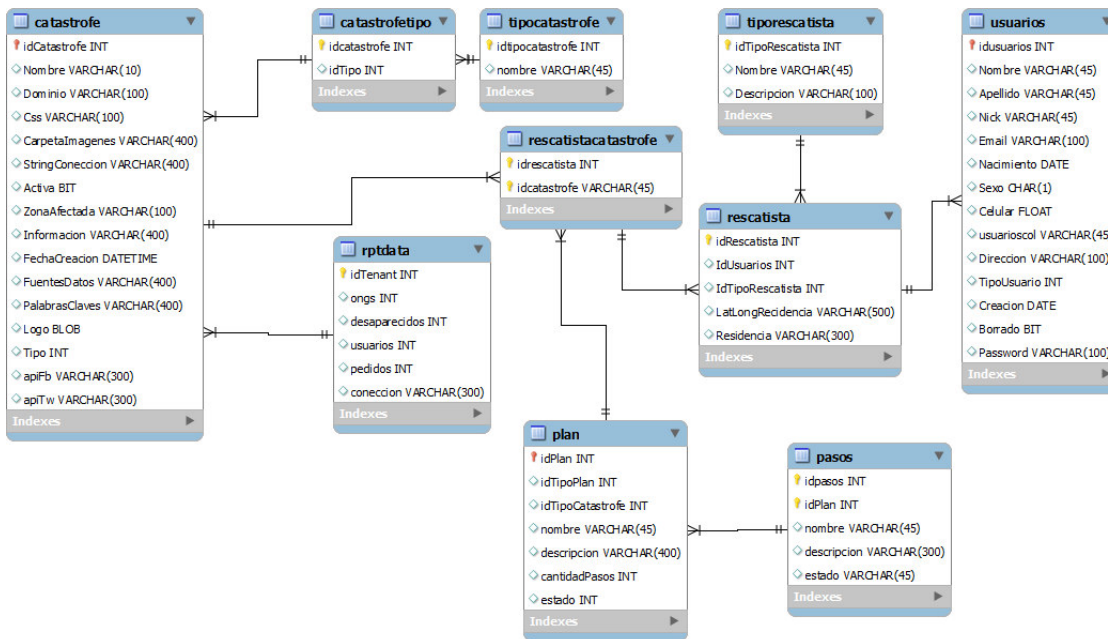 catastrofe
idCatastrofe INT
Nombre VARCHAR(10)
Dominio VARCHAR(100)
Css VARCHAR(100)
CarpetaImagenes VARCHAR(400)
StringConeccion VARCHAR(400)
Activa BIT
ZonaAfectada VARCHAR(100)
Informacion VARCHAR(400)
FechaCreacion DATETIME
FuentesDatos VARCHAR(400)
PalabrasClaves VARCHAR(400)
Logo BLOB
Tipo INT
apiFb VARCHAR(300)
apiTw VARCHAR(300)
Indexes
catastrofetipo
idcatastrofe INT
idTipo INT
Indexes
tipocatastrofe
idtipocatastrofe INT
nombre VARCHAR(45)
Indexes
tiporescatista
idTipoRescatista INT
Nombre VARCHAR(45)
Descripcion VARCHAR(100)
Indexes
usuarios
idusuarios INT
Nombre VARCHAR(45)
Apellido VARCHAR(45)
Nick VARCHAR(45)
Email VARCHAR(100)
Nacimiento DATE
Sexo CHAR(1)
Celular FLOAT
usuarioscol VARCHAR(45
Direccion VARCHAR(100)
TipoUsuario INT
Creacion DATE
Borrado BIT
Password VARCHAR(100)
Indexes
rescatistacatastrofe
idrescatista INT
idcatastrofe VARCHAR(45)
Indexes
rescatista
idRescatista INT
IdUsuarios INT
IdTipoRescatista INT
LatLongRecidencia VARCHAR(500)
Residencia VARCHAR(300)
Indexes
rptdata
idTenant INT
ongs INT
desaparecidos INT
usuarios INT
pedidos INT
coneccion VARCHAR(300)
Indexes
plan
idPlan INT
idTipoPlan INT
idTipoCatastrofe INT
nombre VARCHAR(45)
descripcion VARCHAR(400)
cantidadPasos INT
estado INT
Indexes
pasos
idpasos INT
idPlan INT
nombre VARCHAR(45)
descripcion VARCHAR(300)
estado VARCHAR(45)
Indexes